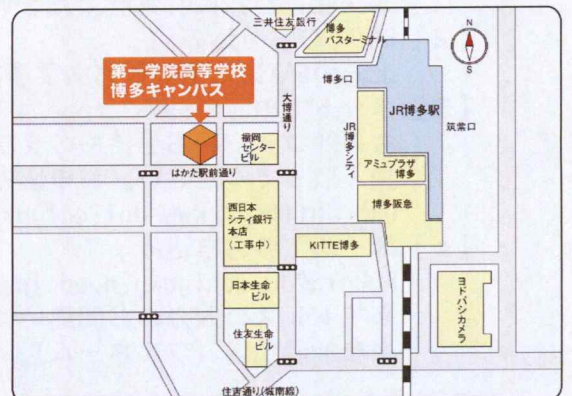 三井住友銀行
博多
バスターミナル
N
S
第一学院高等学校
博多キャンパス
博多口
JR博多駅
筑紫口
大博通り
JR博多シティ
福岡
センター
ビル
アミュプラザ
博多
はかた駅前通り
博多阪急
西日本
シティ銀行
本店
(工事中)
KITTE博多
日本生命
ビル
ヨドバシカメラ
住友生命
ビル
住吉通り(城南線)